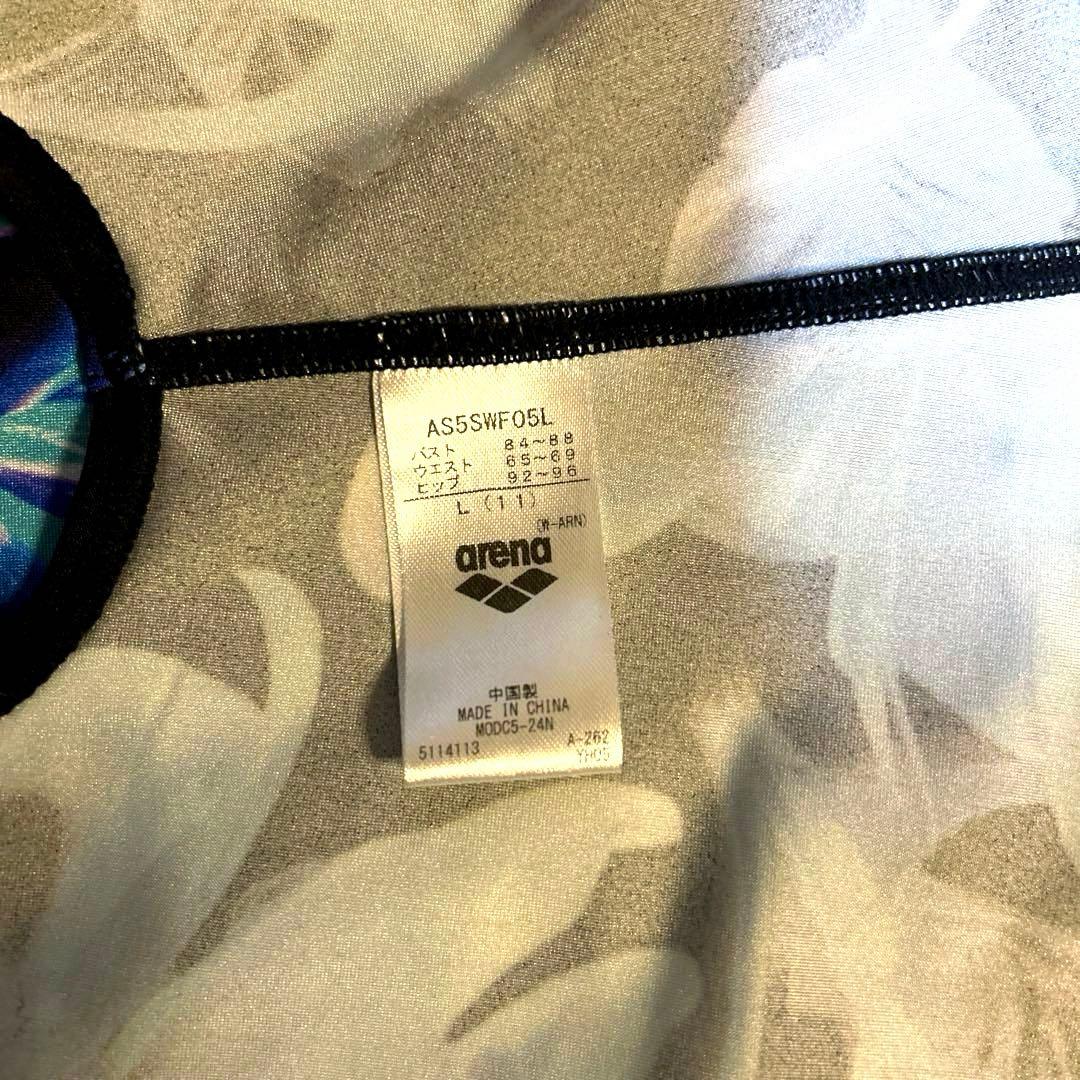 AS5SWF05L
バスト 84~88
ウエスト 65~69
ヒップ 92~96
L (11)
(W-ARN)
arena
中国製
MADE IN CHINA
MODC5-24N
5114113 A-262
YH05